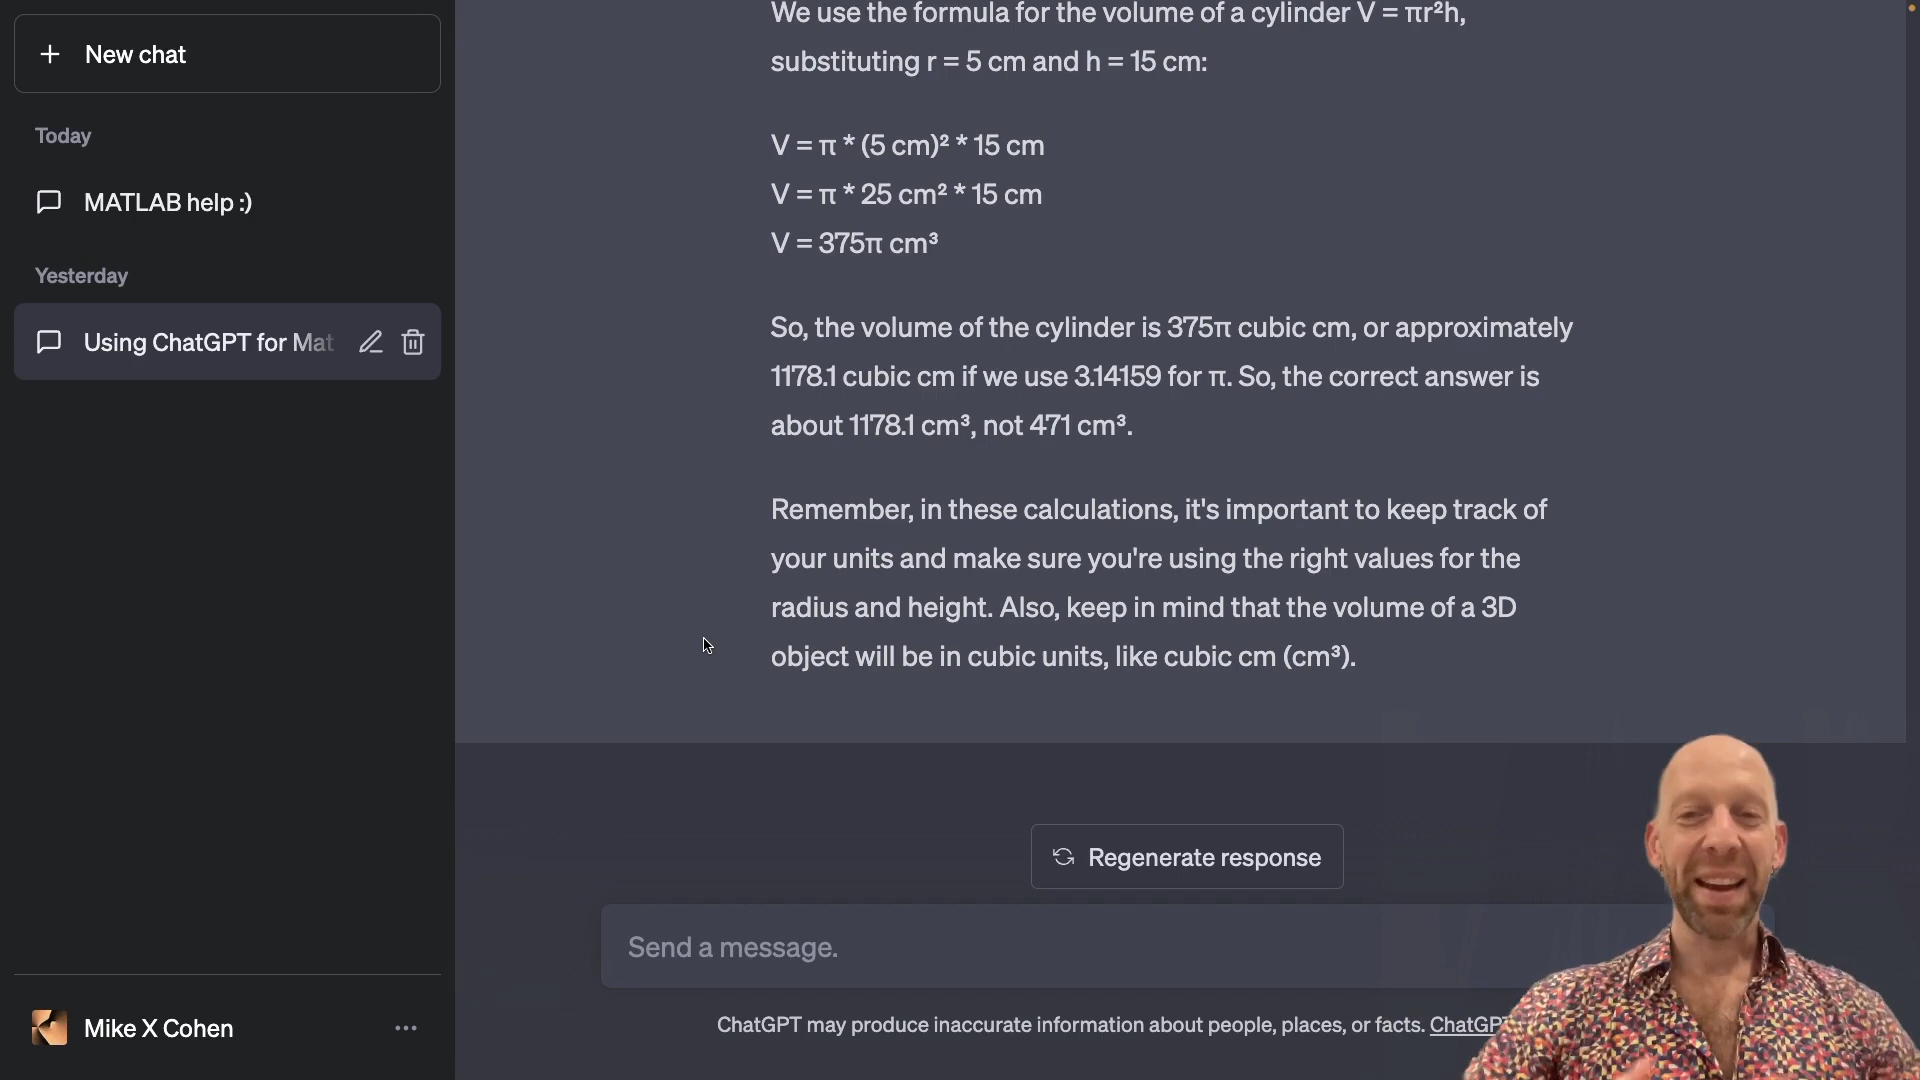 New chat
Today
MATLAB help :)
Yesterday
Using ChatGPT for Mat
Mike X Cohen
We use the formula for the volume of a cylinder V = πr²h,
substituting r = 5 cm and h = 15 cm:
V = π * (5 cm)² * 15 cm
V = π * 25 cm² * 15 cm
V = 375π cm³
So, the volume of the cylinder is 375π cubic cm, or approximately
1178.1 cubic cm if we use 3.14159 for π. So, the correct answer is
about 1178.1 cm³, not 471 cm³.
Remember, in these calculations, it's important to keep track of
your units and make sure you're using the right values for the
radius and height. Also, keep in mind that the volume of a 3D
object will be in cubic units, like cubic cm (cm³).
Regenerate response
Send a message.
ChatGPT may produce inaccurate information about people, places, or facts. ChatGP